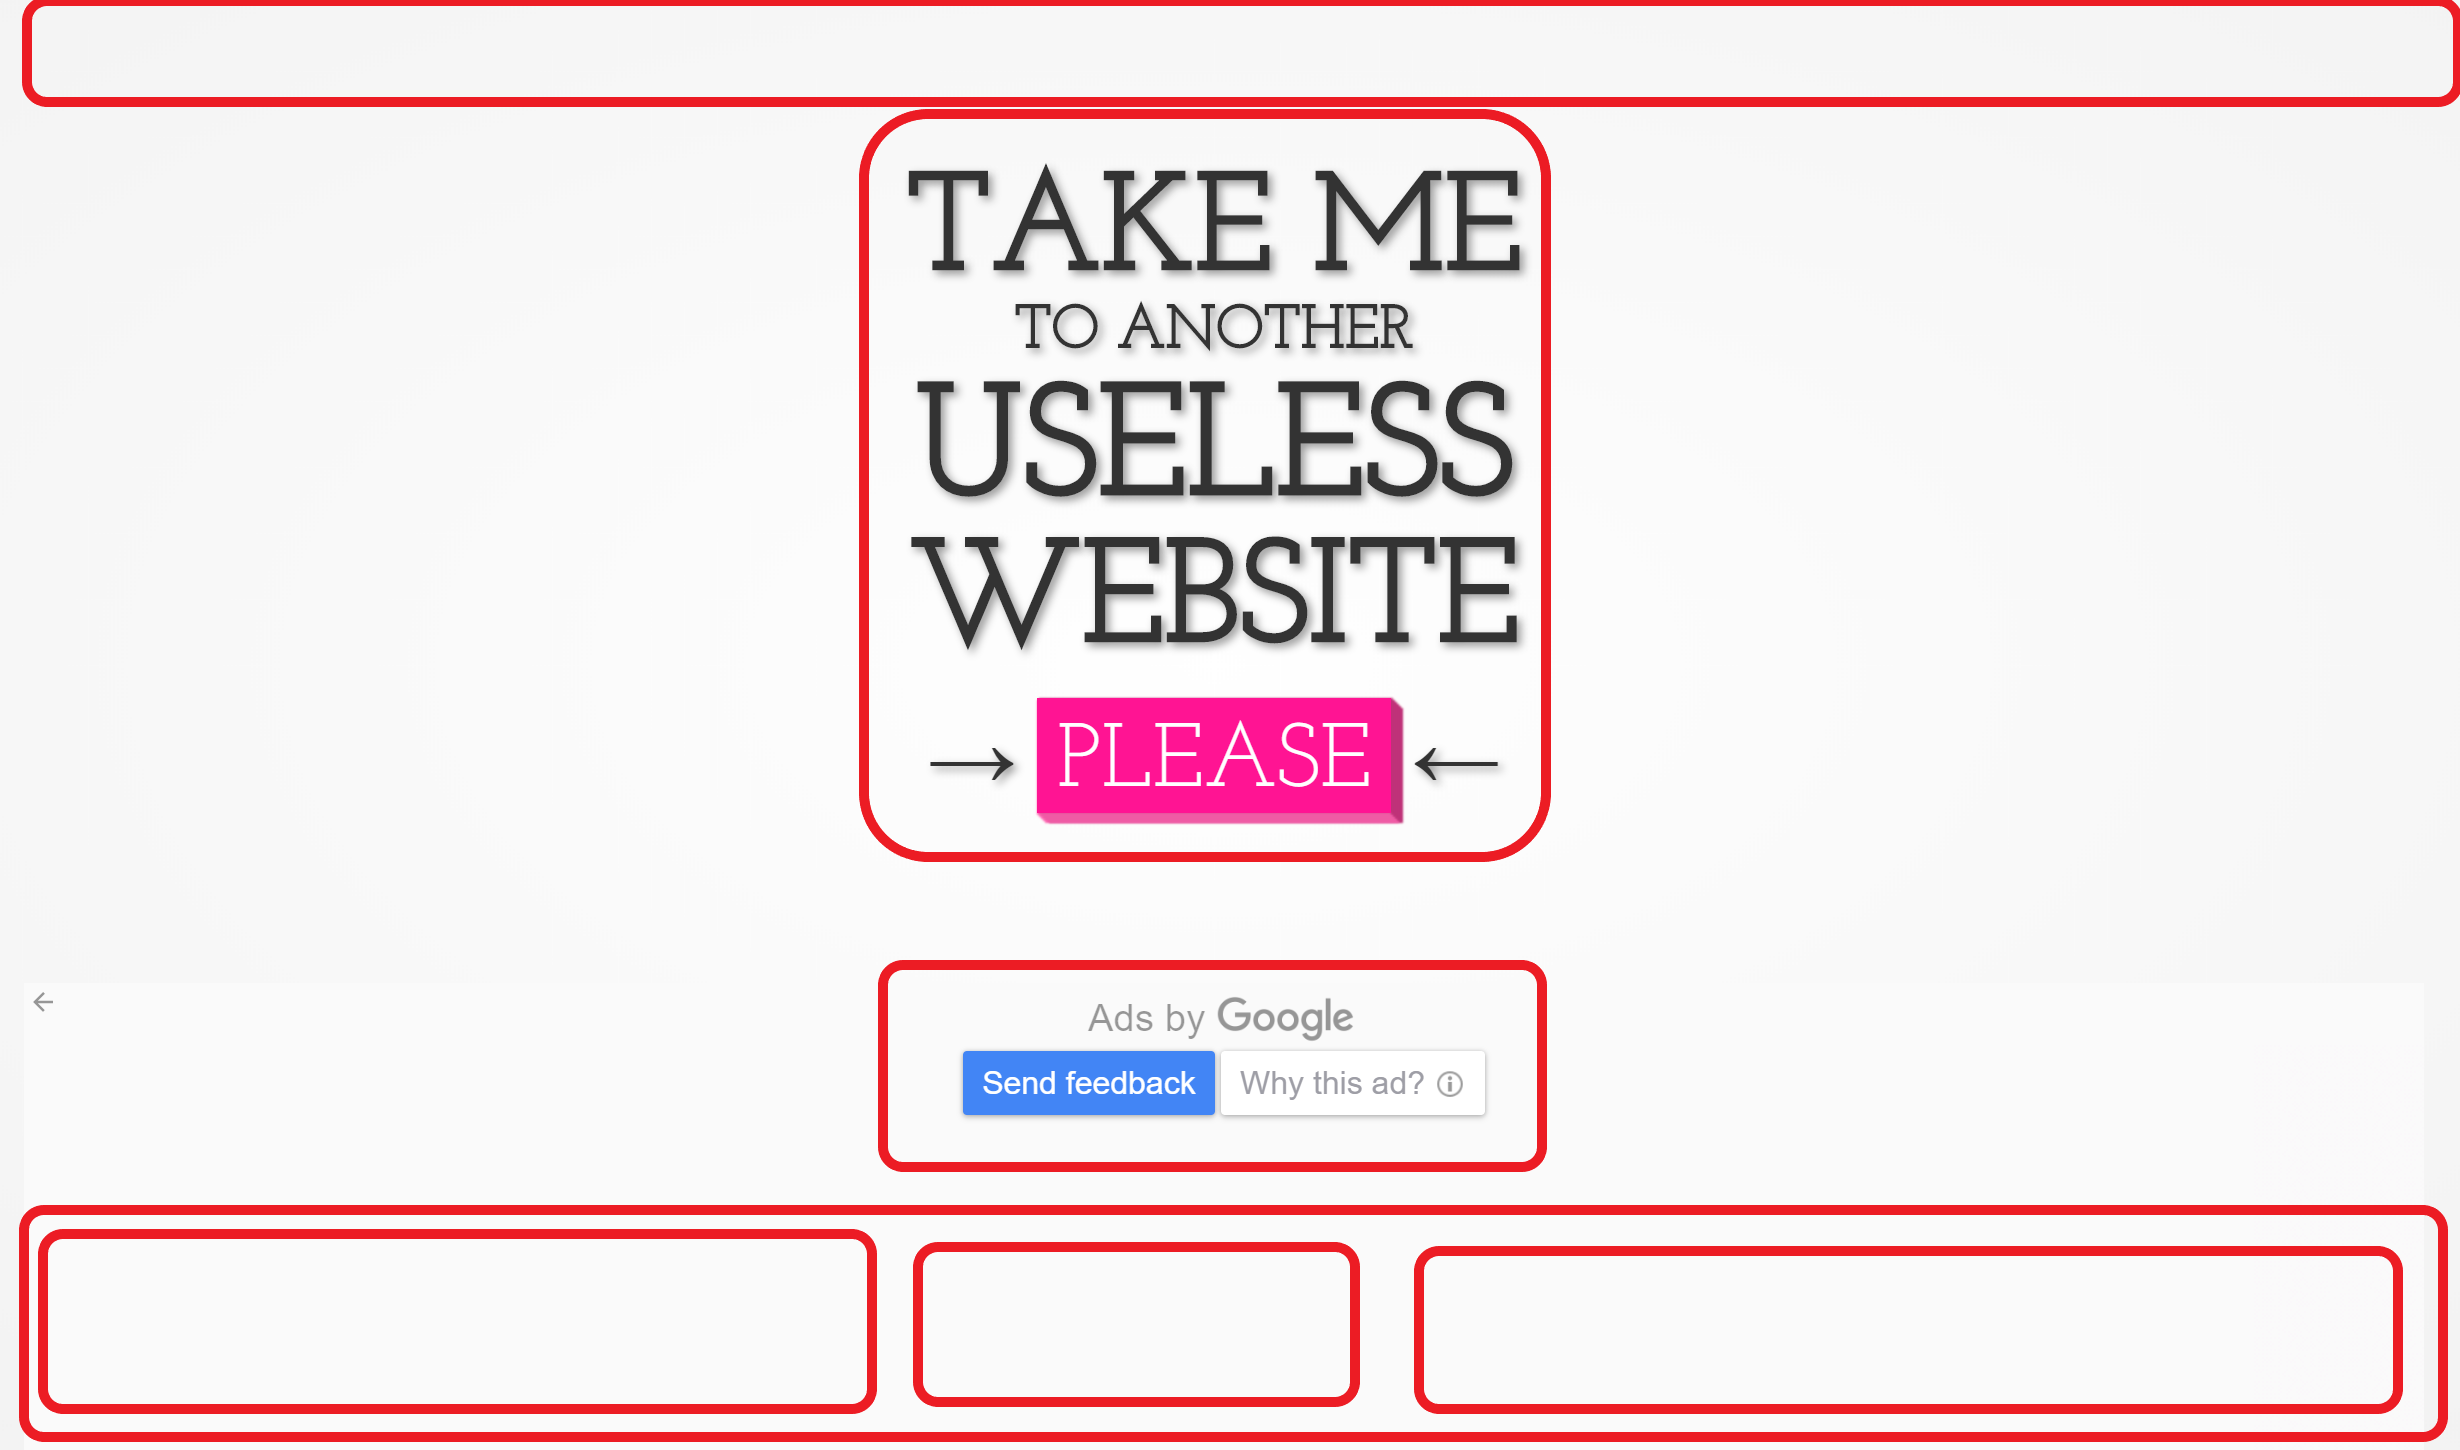 TAKE ME
TO ANOTHER
USELESS
WEBSITE
→ PLEASE ←
Ads by Google
Send feedback Why this ad?